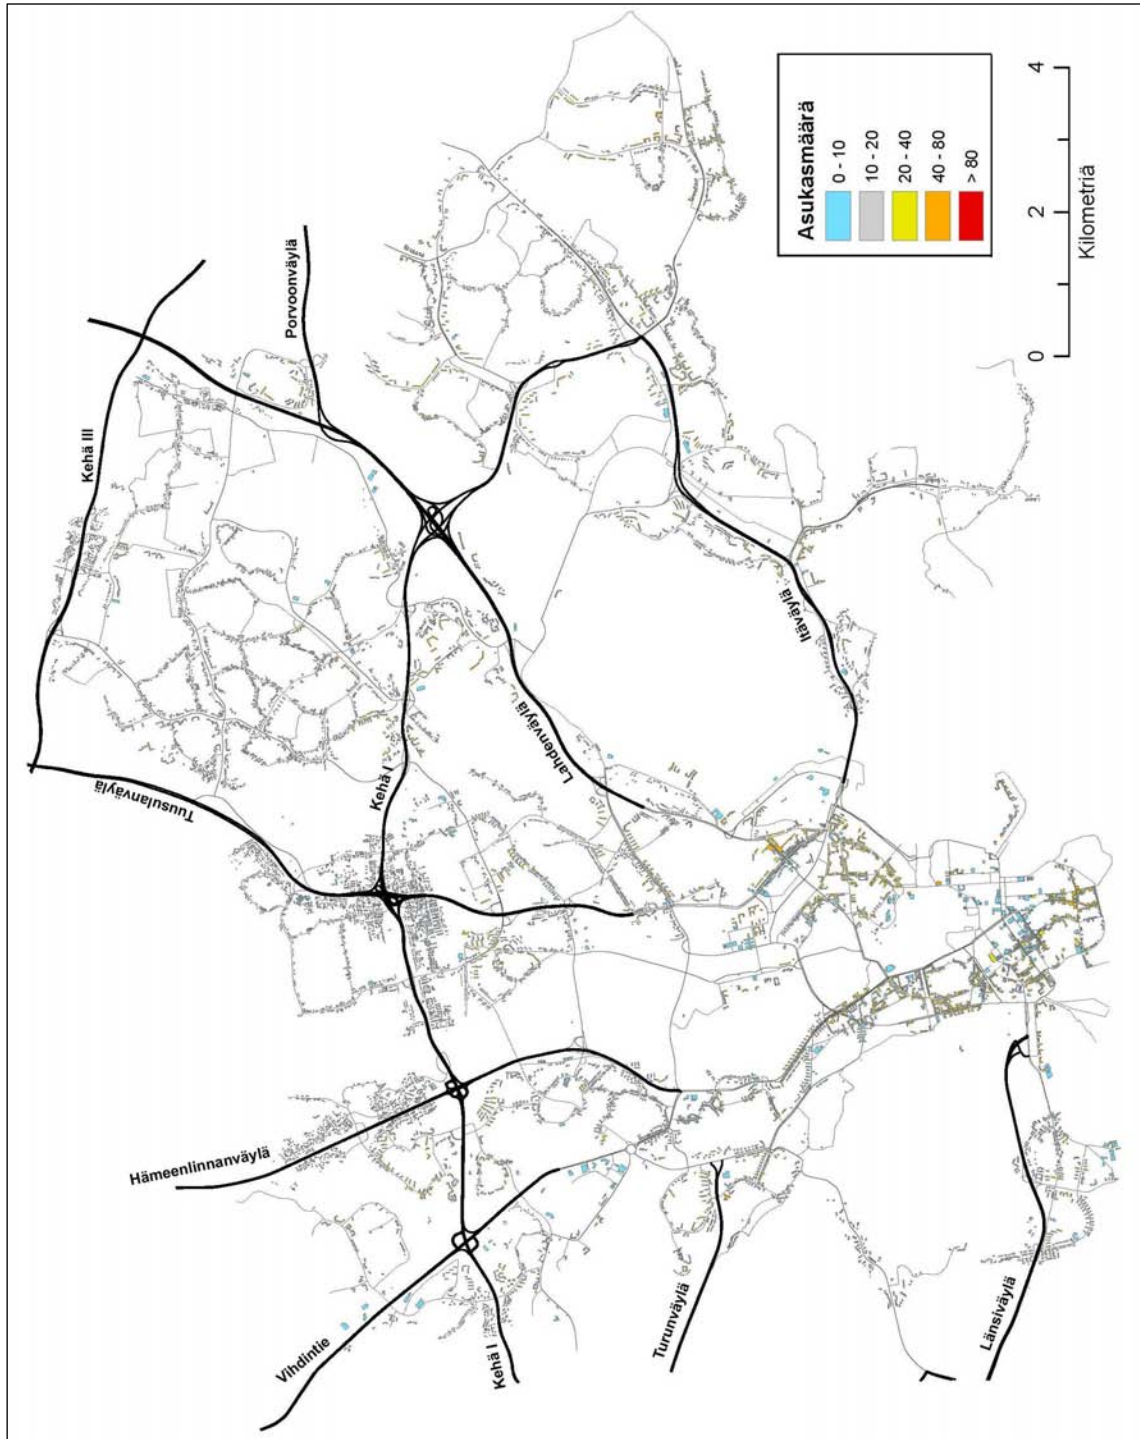 Kehä III
Porvoonväylä
Tuusulanväylä
Kehä I
Lahdenväylä
Itäväylä
Hämeenlinnanväylä
Vihdintie
Kehä I
Turunväylä
Länsiväylä
Asukasmäärä
0 - 10
10 - 20
20 - 40
40 - 80
> 80
0 1 2 4
Kilometriä